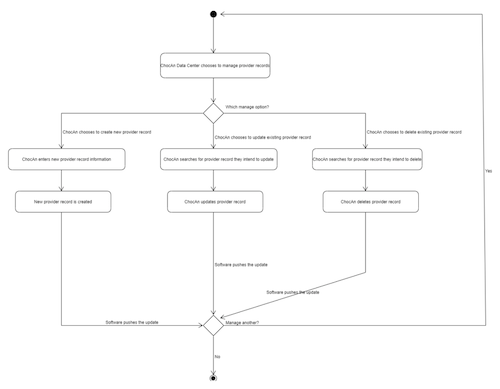 ChocAn Data Center chooses to manage provider records
Which manage option?
ChocAn chooses to create new provider record
ChocAn chooses to update existing provider record
ChocAn chooses to delete existing provider record
Yes
ChocAn enters new provider record information
ChocAn searches for provider record they intend to update
ChocAn searches for provider record they intend to delete
New provider record is created
ChocAn updates provider record
ChocAn deletes provider record
Software pushes the update
Software pushes the update
Software pushes the update
Manage another?
No